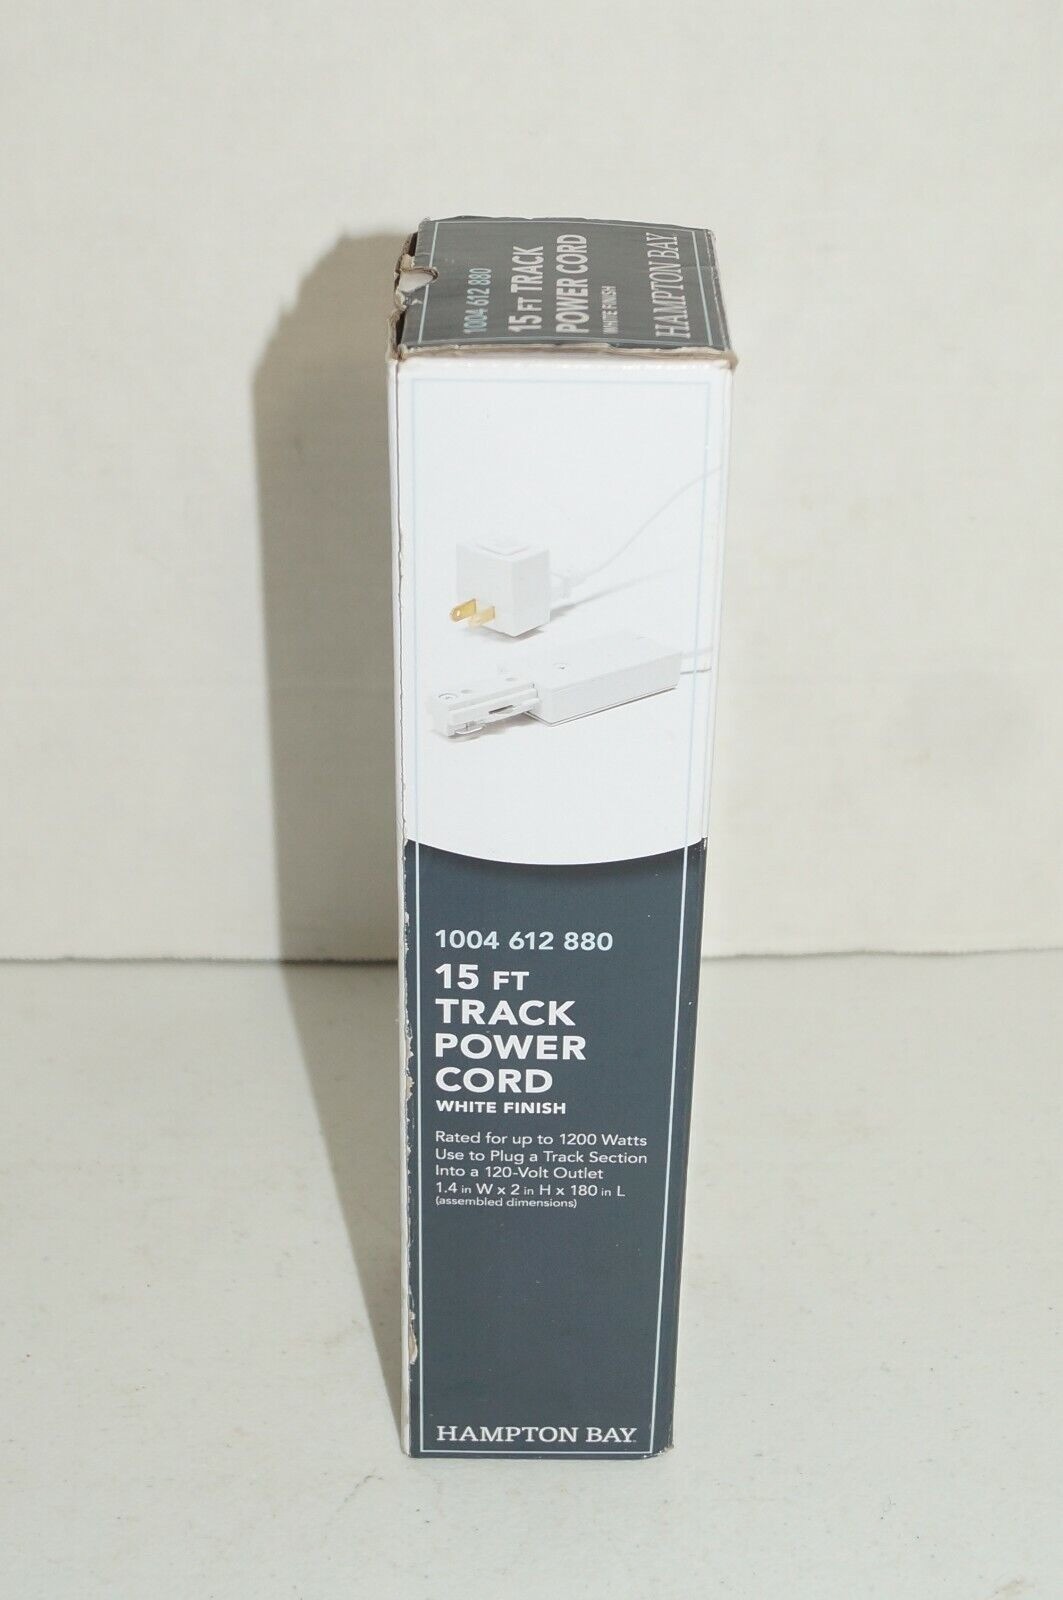 1004 612 880
15 FT TRACK
POWER CORD
WHITE FINISH
HAMPTON BAY
1004 612 880
15 FT
TRACK
POWER
CORD
WHITE FINISH
Rated for up to 1200 Watts
Use to Plug a Track Section
Into a 120-Volt Outlet
1.4 in W x 2 in H x 180 in L
(assembled dimensions)
HAMPTON BAY